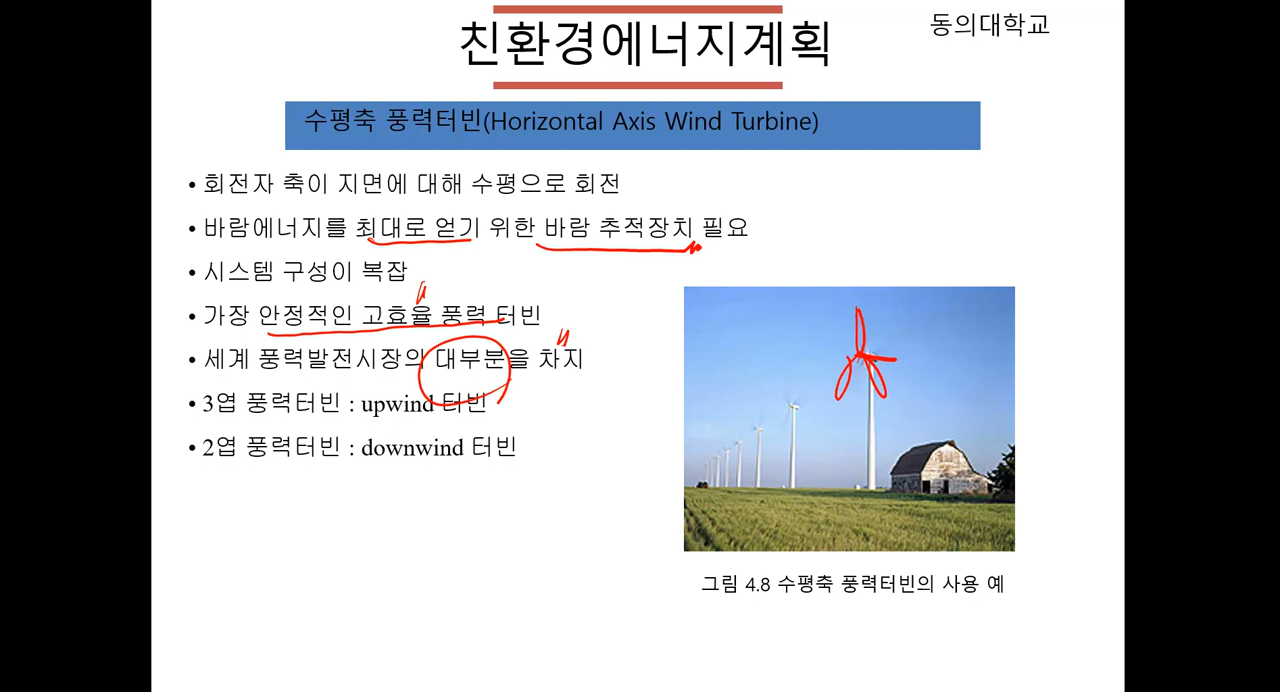 친환경에너지계획
동의대학교
수평축 풍력터빈(Horizontal Axis Wind Turbine)
• 회전자 축이 지면에 대해 수평으로 회전
• 바람에너지를 최대로 얻기 위한 바람 추적장치 필요
• 시스템 구성이 복잡
• 가장 안정적인 고효율 풍력 터빈
• 세계 풍력발전시장의 대부분을 차지
• 3엽 풍력터빈 : upwind 터빈
• 2엽 풍력터빈 : downwind 터빈
그림 4.8 수평축 풍력터빈의 사용 예